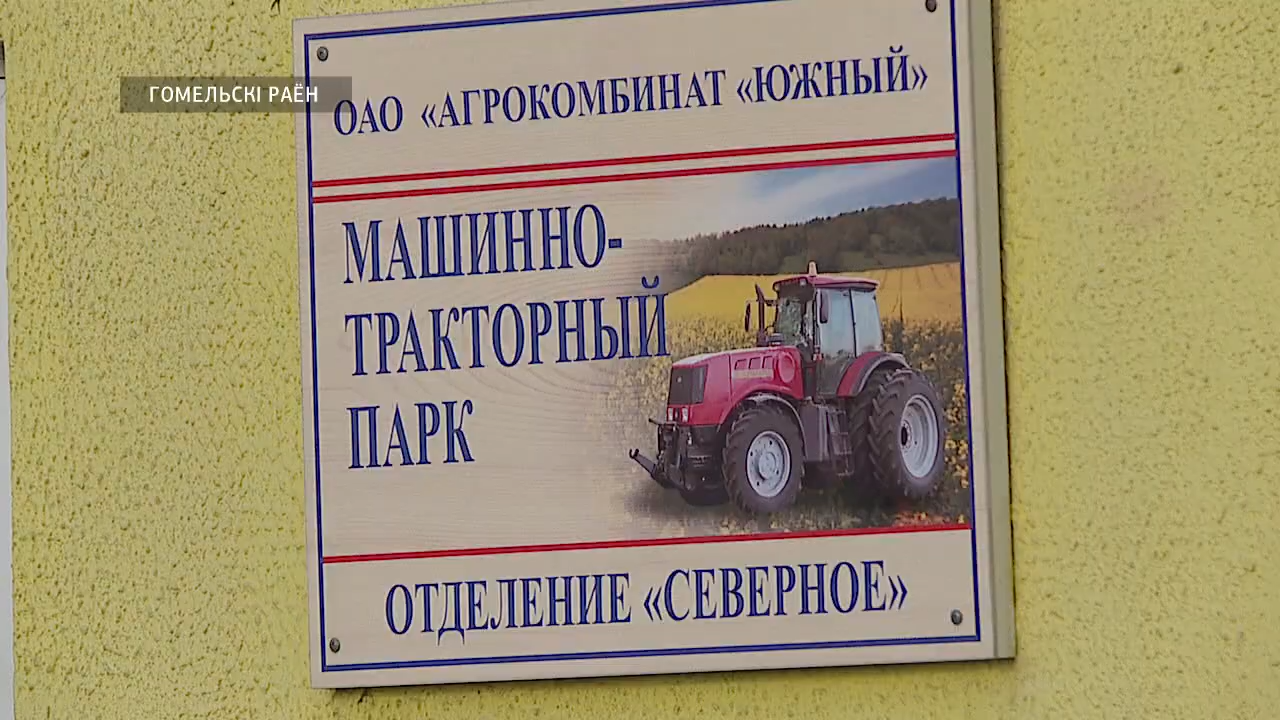 ГОМЕЛЬСКІ РАЁН
ОАО «АГРОКОМБИНАТ «ЮЖНЫЙ»
МАШИННО-
ТРАКТОРНЫЙ
ПАРК
ОТДЕЛЕНИЕ «СЕВЕРНОЕ»